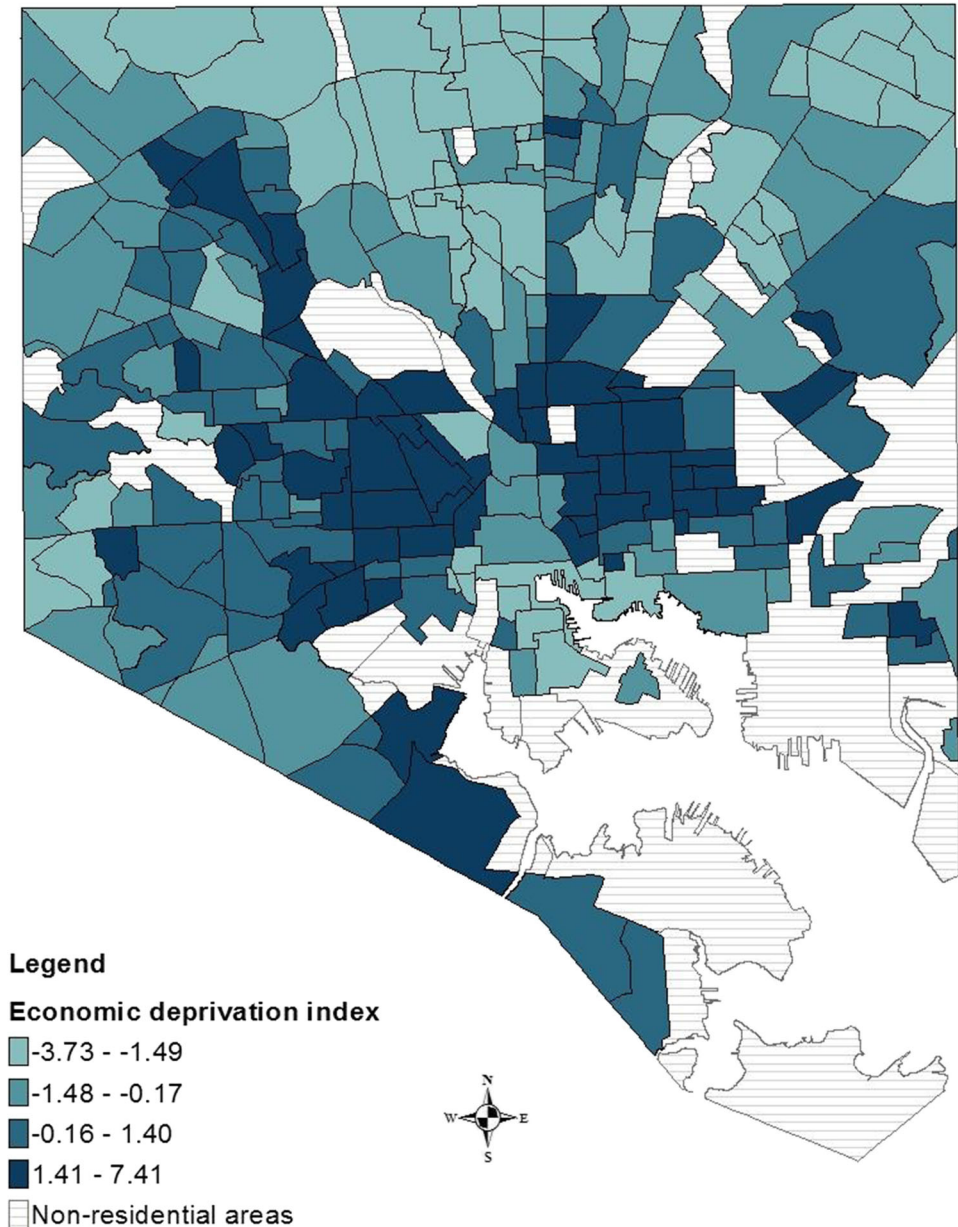 Legend
Economic deprivation index
-3.73 - -1.49
-1.48 - -0.17
-0.16 - 1.40
1.41 - 7.41
Non-residential areas
N
W E
S